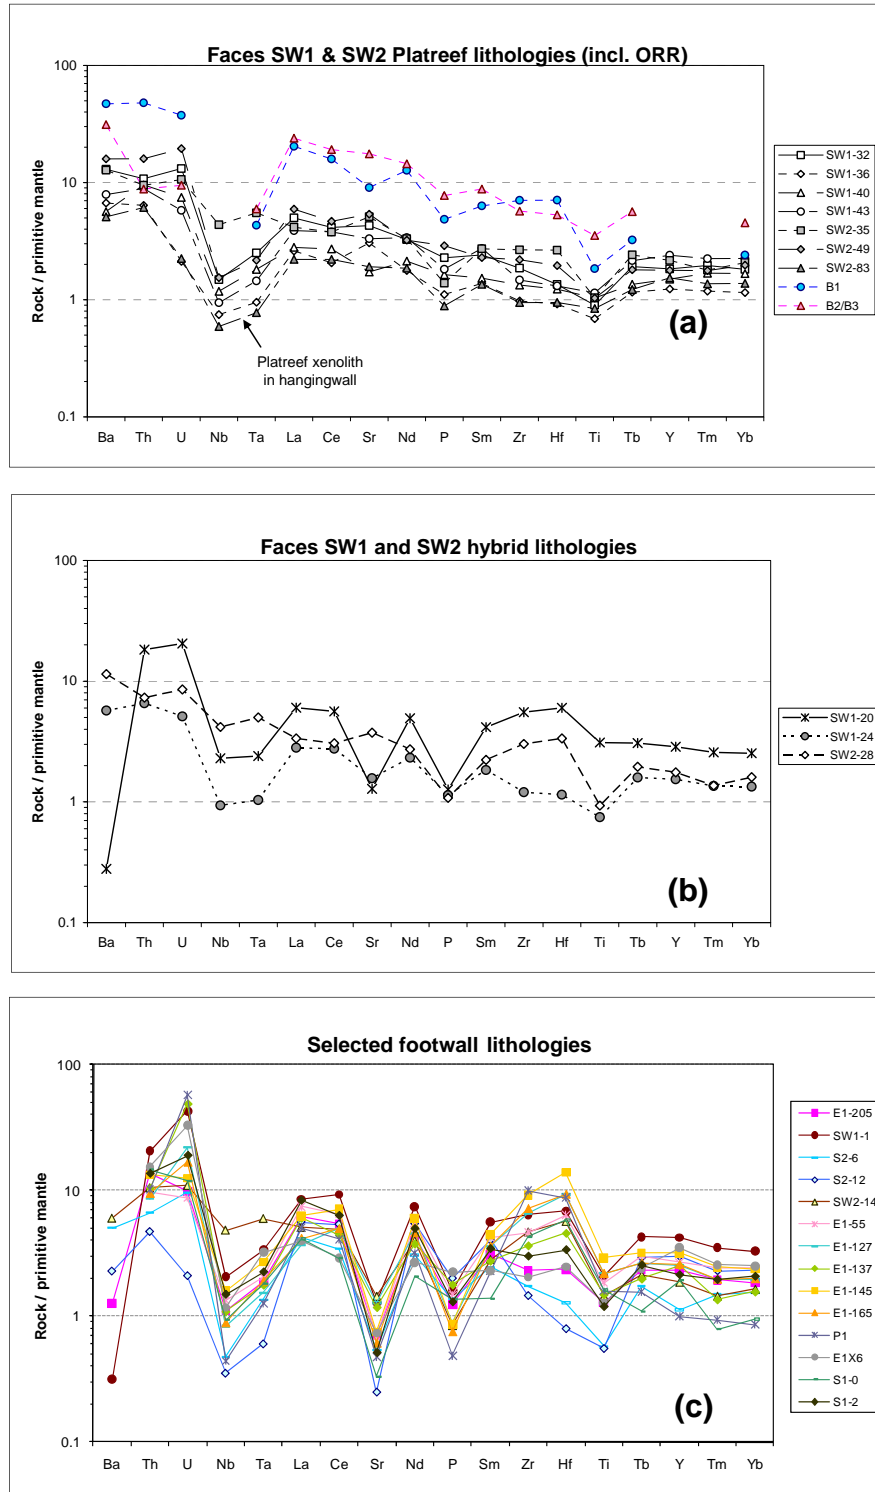 Faces SW1 & SW2 Platreef lithologies (incl. ORR)
100
10
1
0.1
Rock / primitive mantle
Ba Th U Nb Ta La Ce Sr Nd P Sm Zr Hf Ti Tb Y Tm Yb
Platreef xenolith
in hangingwall
(a)
SW1-32
SW1-36
SW1-40
SW1-43
SW2-35
SW2-49
SW2-83
B1
B2/B3
Faces SW1 and SW2 hybrid lithologies
100
10
1
0.1
Rock / primitive mantle
Ba Th U Nb Ta La Ce Sr Nd P Sm Zr Hf Ti Tb Y Tm Yb
(b)
SW1-20
SW1-24
SW2-28
Selected footwall lithologies
100
10
1
0.1
Rock / primitive mantle
Ba Th U Nb Ta La Ce Sr Nd P Sm Zr Hf Ti Tb Y Tm Yb
(c)
E1-205
SW1-1
S2-6
S2-12
SW2-14
E1-55
E1-127
E1-137
E1-145
E1-165
P1
E1X6
S1-0
S1-2